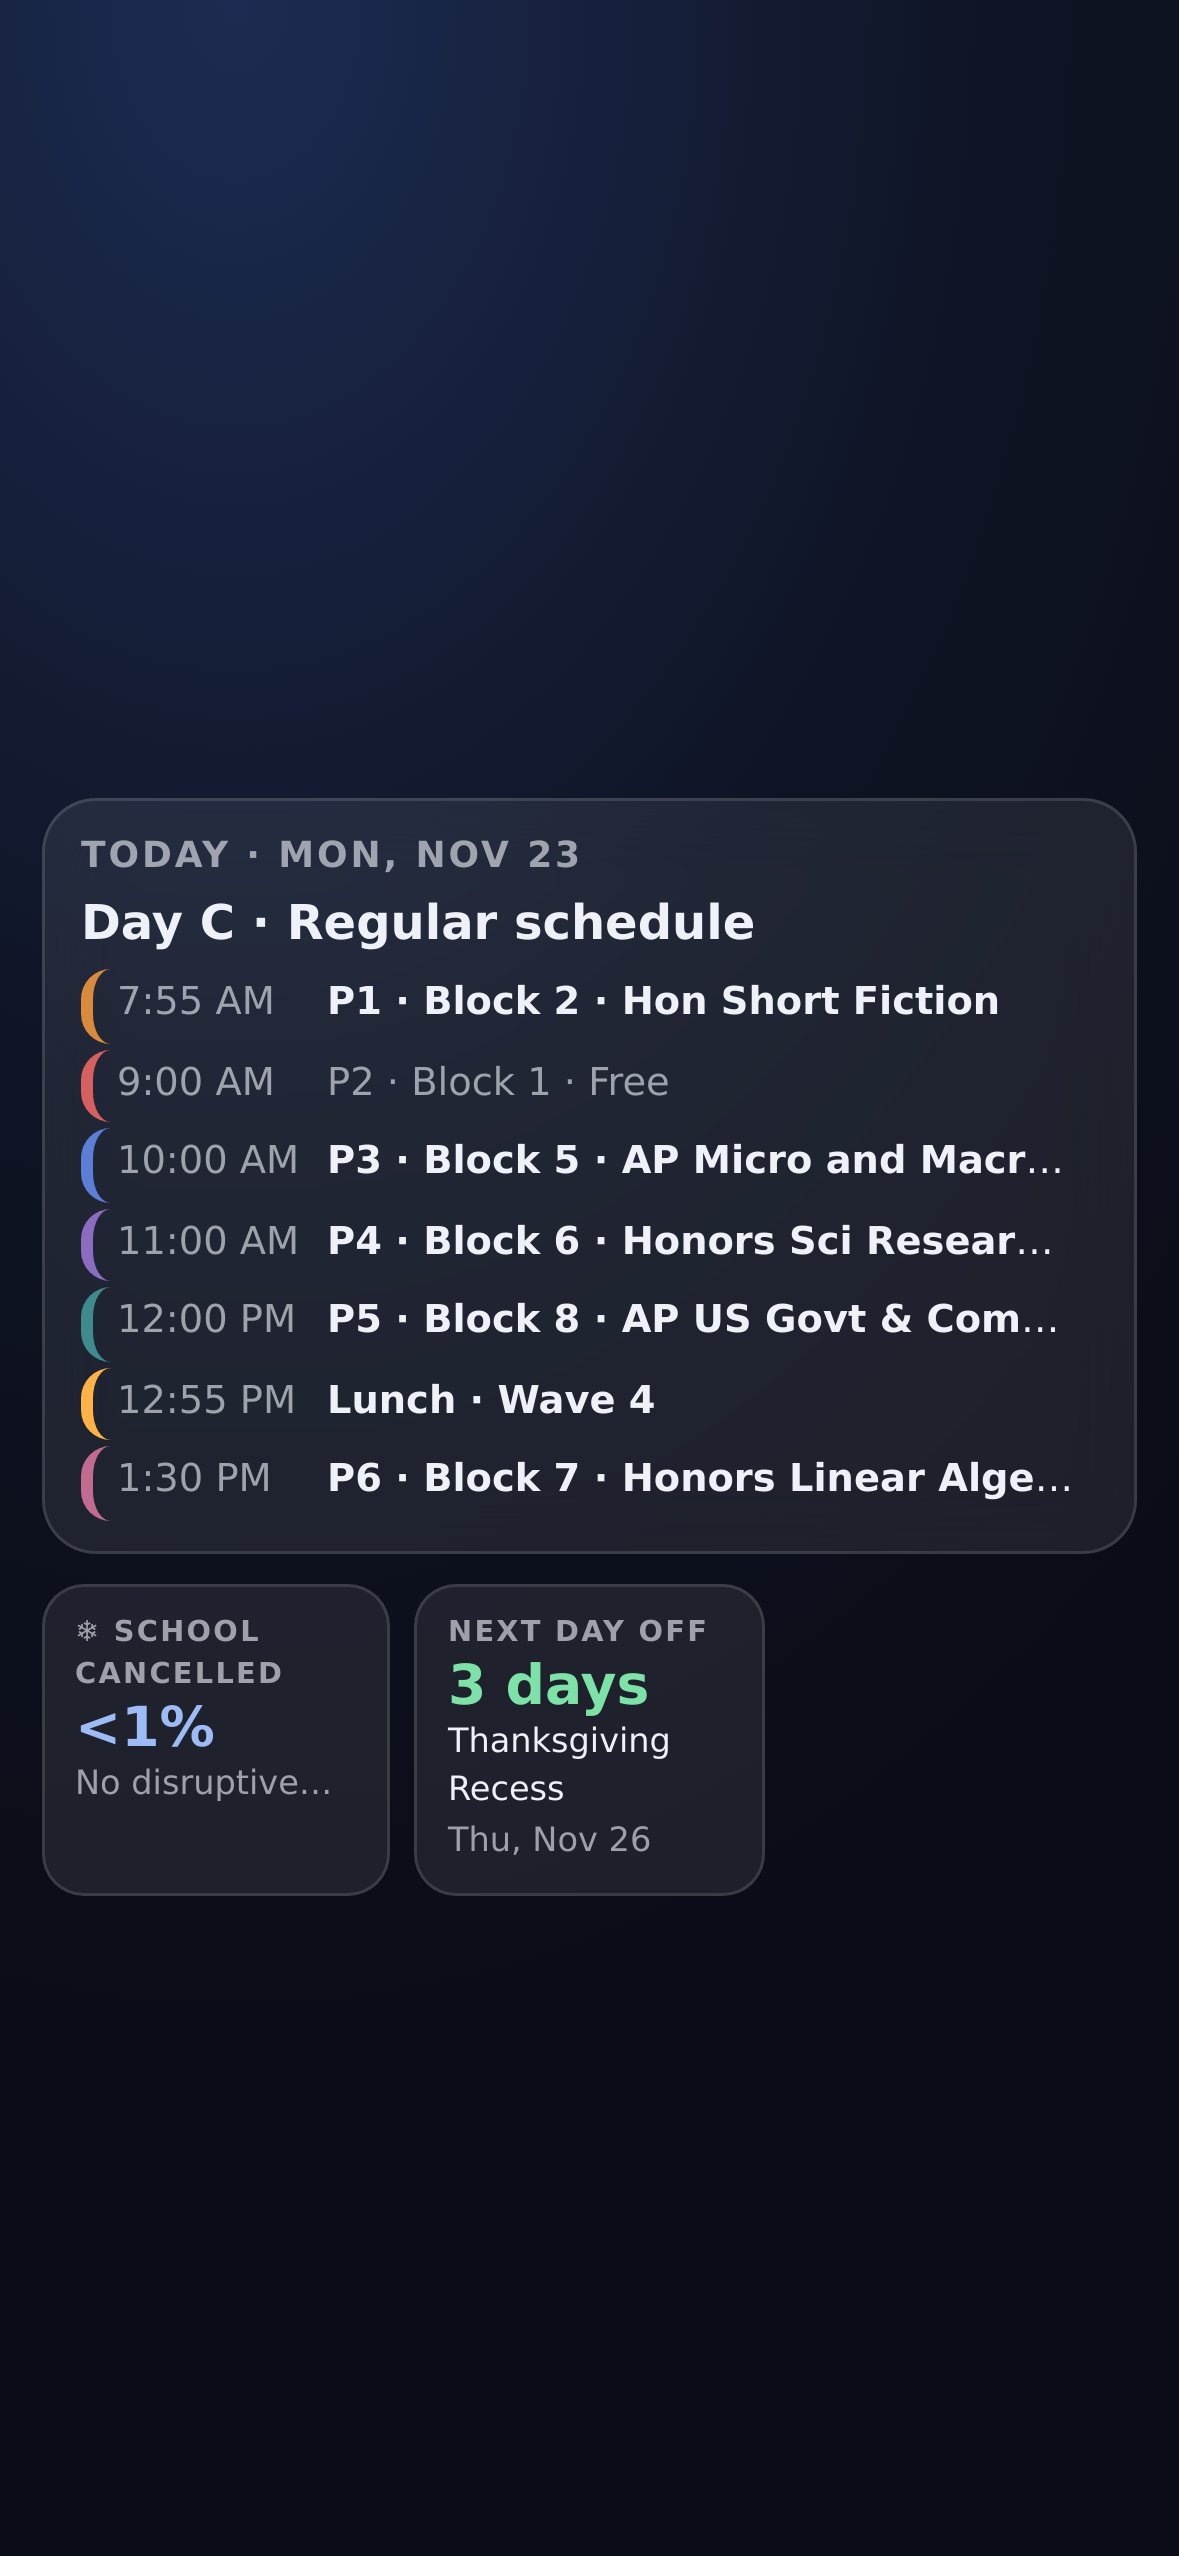 TODAY · MON, NOV 23
Day C · Regular schedule
7:55 AM P1 · Block 2 · Hon Short Fiction
9:00 AM P2 · Block 1 · Free
10:00 AM P3 · Block 5 · AP Micro and Macr...
11:00 AM P4 · Block 6 · Honors Sci Resear...
12:00 PM P5 · Block 8 · AP US Govt & Com...
12:55 PM Lunch · Wave 4
1:30 PM P6 · Block 7 · Honors Linear Alge...
❄ SCHOOL
CANCELLED
<1%
No disruptive...
NEXT DAY OFF
3 days
Thanksgiving
Recess
Thu, Nov 26